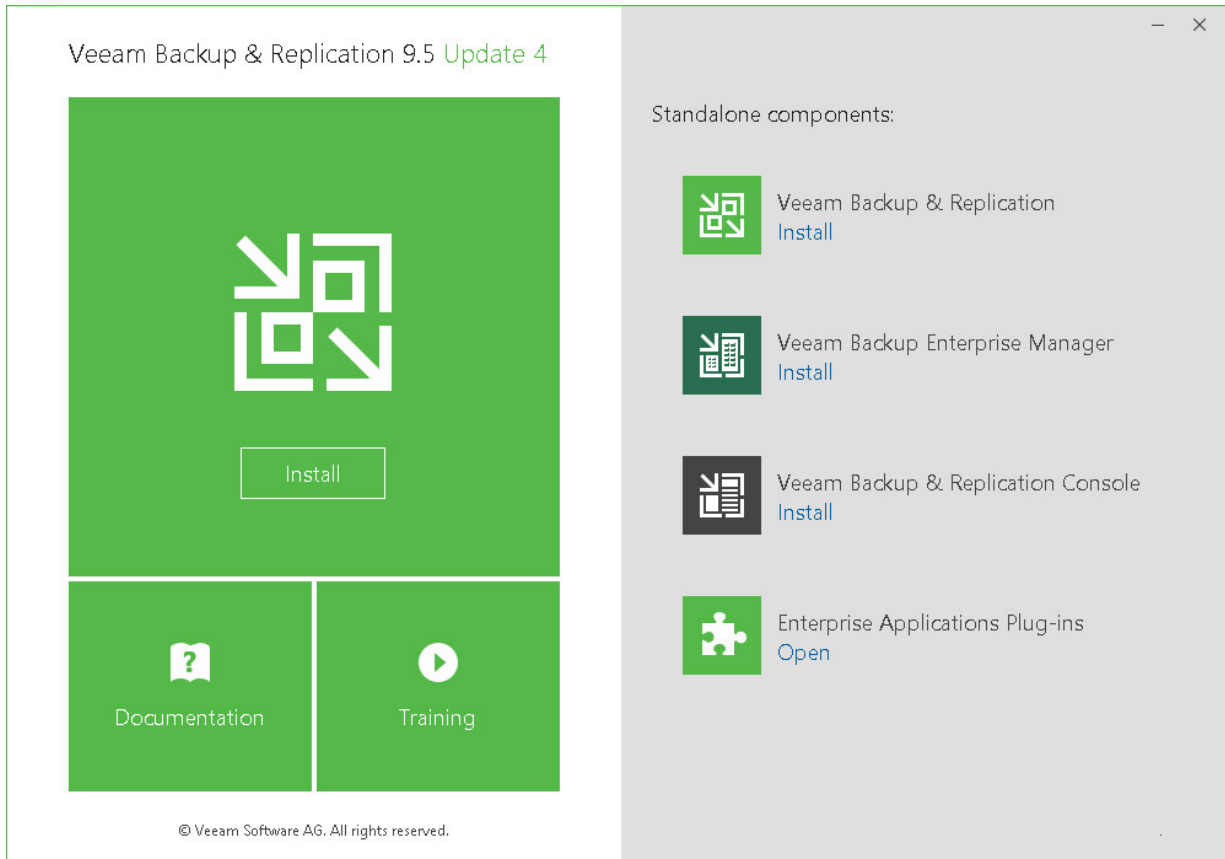 Veeam Backup & Replication 9.5 Update 4
Install
Documentation
Training
© Veeam Software AG. All rights reserved.
Standalone components:
Veeam Backup & Replication
Install
Veeam Backup Enterprise Manager
Install
Veeam Backup & Replication Console
Install
Enterprise Applications Plug-ins
Open